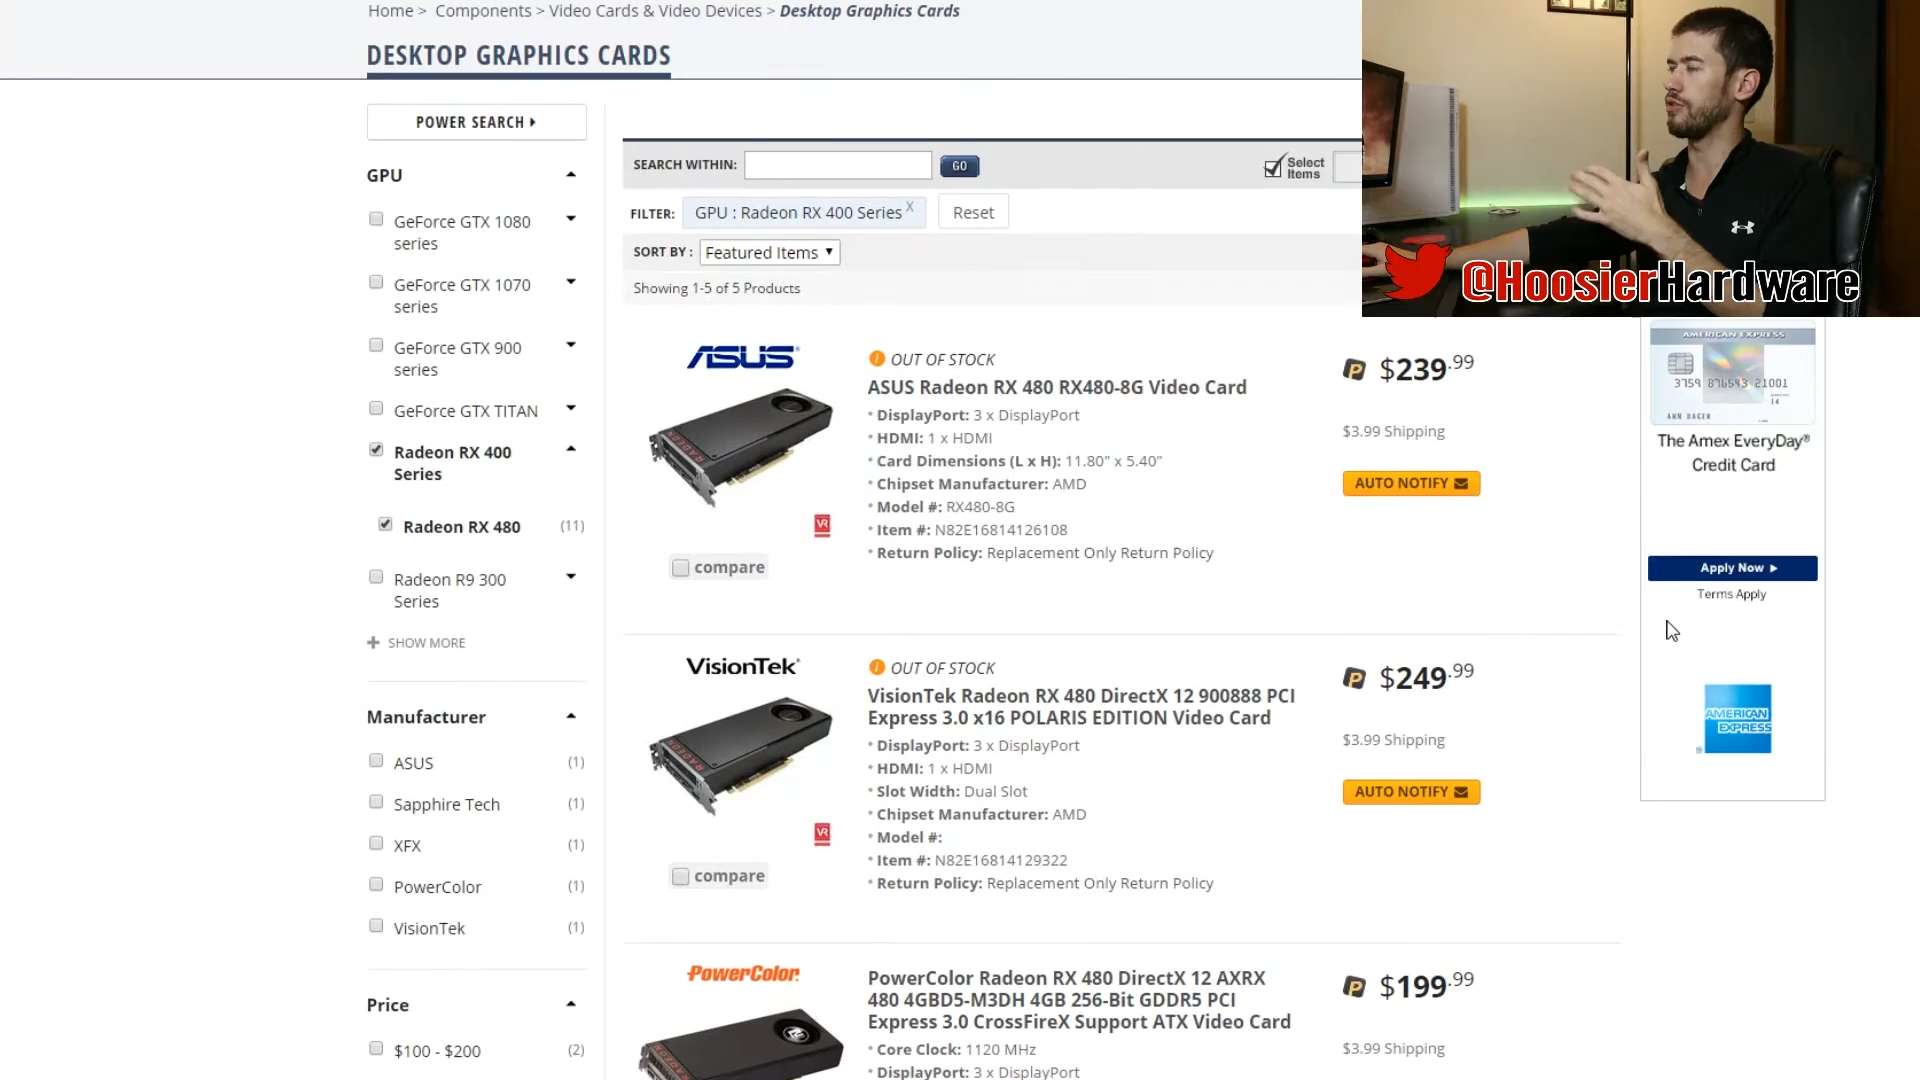 Home > Components > Video Cards & Video Devices > Desktop Graphics Cards
DESKTOP GRAPHICS CARDS
POWER SEARCH
GPU
GeForce GTX 1080
series
GeForce GTX 1070
series
GeForce GTX 900
series
GeForce GTX TITAN
Radeon RX 400
Series
Radeon RX 480 (11)
Radeon R9 300
Series
SHOW MORE
Manufacturer
ASUS (1)
Sapphire Tech (1)
XFX (1)
PowerColor (1)
VisionTek (1)
Price
$100 - $200 (2)
SEARCH WITHIN: GO
Select
Items
FILTER: GPU : Radeon RX 400 Series X Reset
SORT BY : Featured Items
Showing 1-5 of 5 Products
ASUS
RADEON
VR
compare
OUT OF STOCK
ASUS Radeon RX 480 RX480-8G Video Card
DisplayPort: 3 x DisplayPort
HDMI: 1 x HDMI
Card Dimensions (L x H): 11.80" x 5.40"
Chipset Manufacturer: AMD
Model #: RX480-8G
Item #: N82E16814126108
Return Policy: Replacement Only Return Policy
P $239.99
$3.99 Shipping
AUTO NOTIFY
VisionTek
RADEON
VR
compare
OUT OF STOCK
VisionTek Radeon RX 480 DirectX 12 900888 PCI
Express 3.0 x16 POLARIS EDITION Video Card
DisplayPort: 3 x DisplayPort
HDMI: 1 x HDMI
Slot Width: Dual Slot
Chipset Manufacturer: AMD
Model #:
Item #: N82E16814129322
Return Policy: Replacement Only Return Policy
P $249.99
$3.99 Shipping
AUTO NOTIFY
PowerColor
PowerColor Radeon RX 480 DirectX 12 AXRX
480 4GBD5-M3DH 4GB 256-Bit GDDR5 PCI
Express 3.0 CrossFireX Support ATX Video Card
Core Clock: 1120 MHz
DisplayPort: 3 x DisplayPort
P $199.99
$3.99 Shipping
@HoosierHardware
AMERICAN EXPRESS
3759 876543 21001
14
The Amex EveryDay®
Credit Card
Apply Now
Terms Apply
AMERICAN
EXPRESS